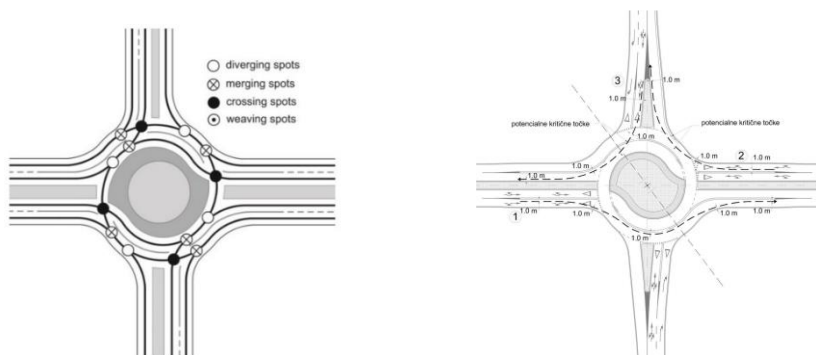 diverging spots
merging spots
crossing spots
weaving spots
3
1.0 m
1.0 m
potencialne kritične točke
potencialne kritične točke
1.0 m
1.0 m
2
1.0 m
1.0 m
1
1.0 m
1.0 m
1.0 m
1.0 m
1.0 m